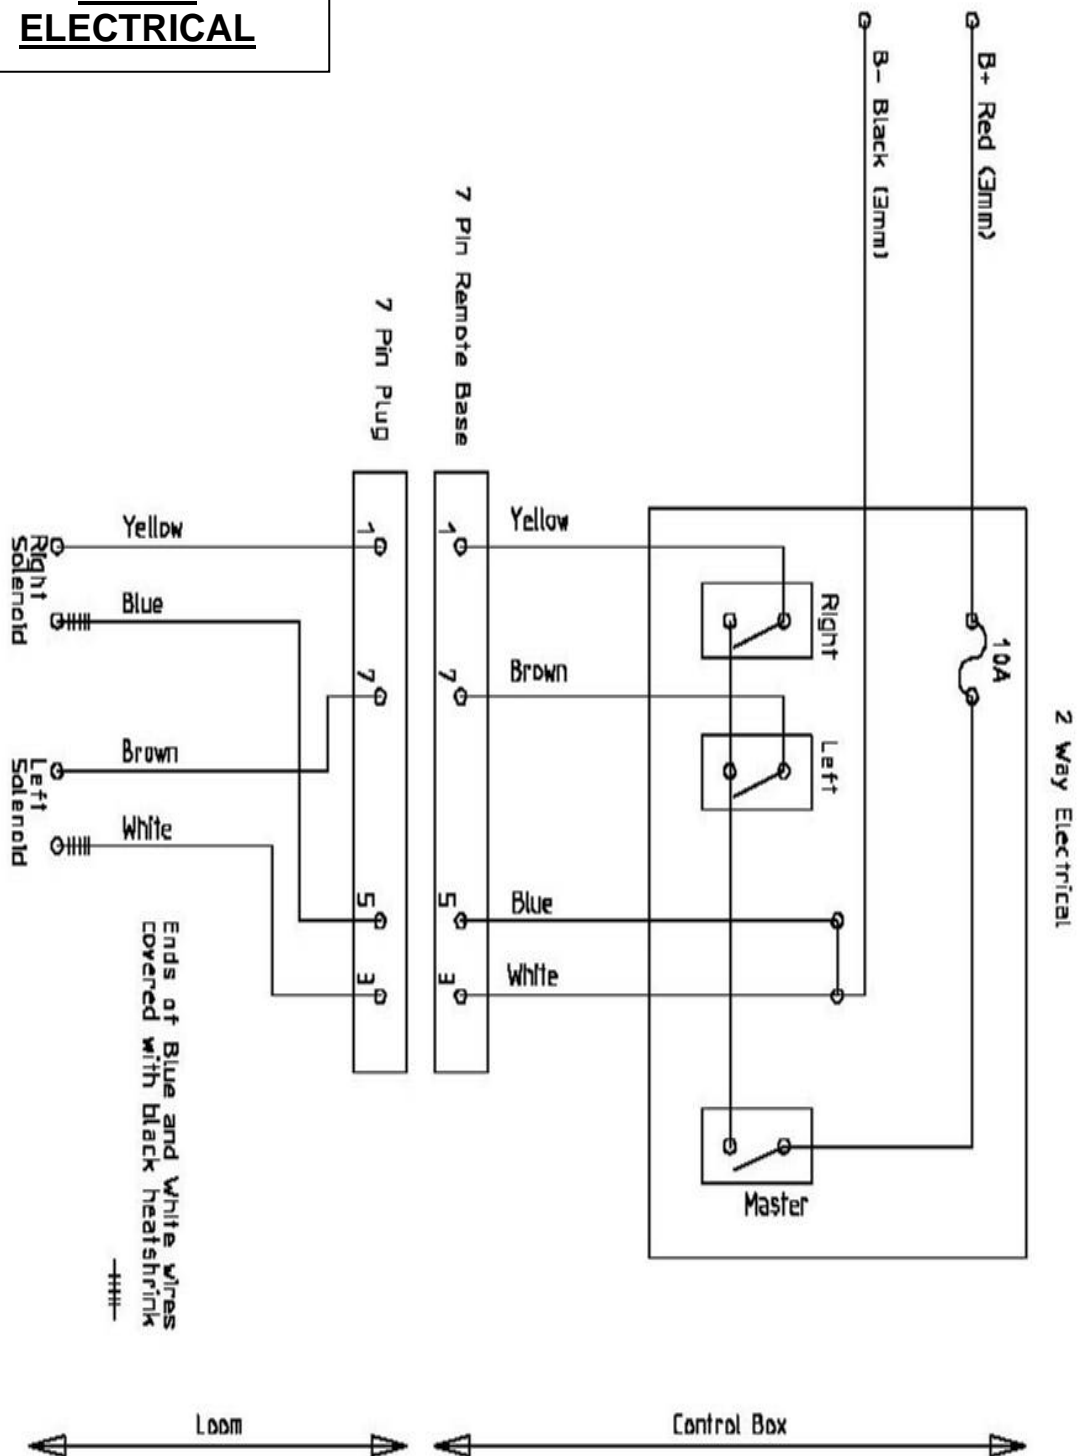 ELECTRICAL
B- Black (3mm)
B+ Red (3mm)
7 Pin Remote Base
7 Pin Plug
2 Way Electrical
10A
Yellow
Yellow
1
1
Right
Solenoid
Blue
Right
Brown
7
7
Brown
Left
Left
Solenoid
White
Blue
5
5
White
3
3
Master
Ends of Blue and White wires
covered with black heatshrink
Loom
Control Box